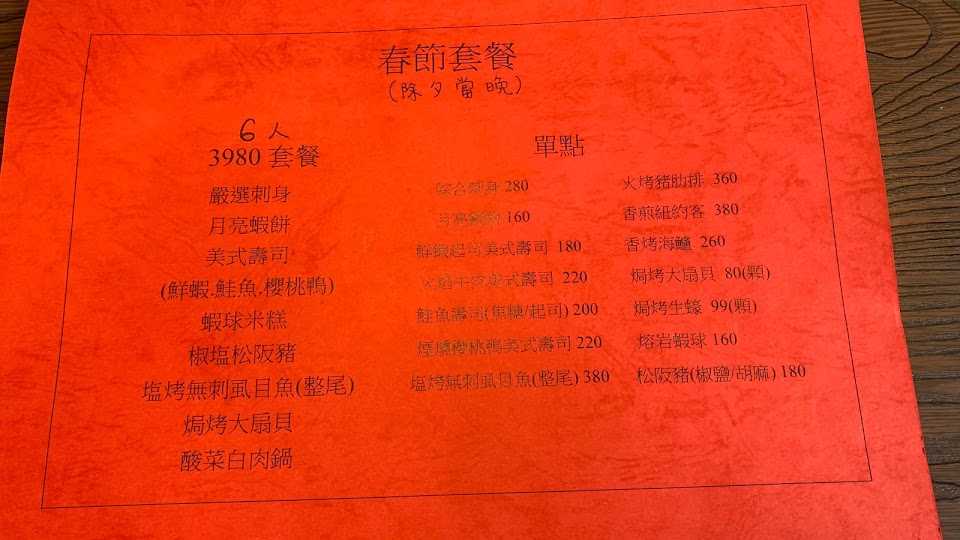 春節套餐
(除夕當晚)
6人
3980 套餐
嚴選刺身
月亮蝦餅
美式壽司
(鮮蝦.鮭魚.櫻桃鴨)
蝦球米糕
椒塩松阪豬
塩烤無刺虱目魚(整尾)
焗烤大扇貝
酸菜白肉鍋
單點
綜合刺身 280
月亮蝦餅 160
鮮蝦起司美式壽司 180
火焰牛肉美式壽司 220
鮭魚壽司(焦糖/起司) 200
煙燻櫻桃鴨美式壽司 220
塩烤無刺虱目魚(整尾) 380
火烤豬肋排 360
香煎紐約客 380
香烤海鱸 260
焗烤大扇貝 80(顆)
焗烤生蠔 99(顆)
熔岩蝦球 160
松阪豬(椒鹽/胡麻) 180